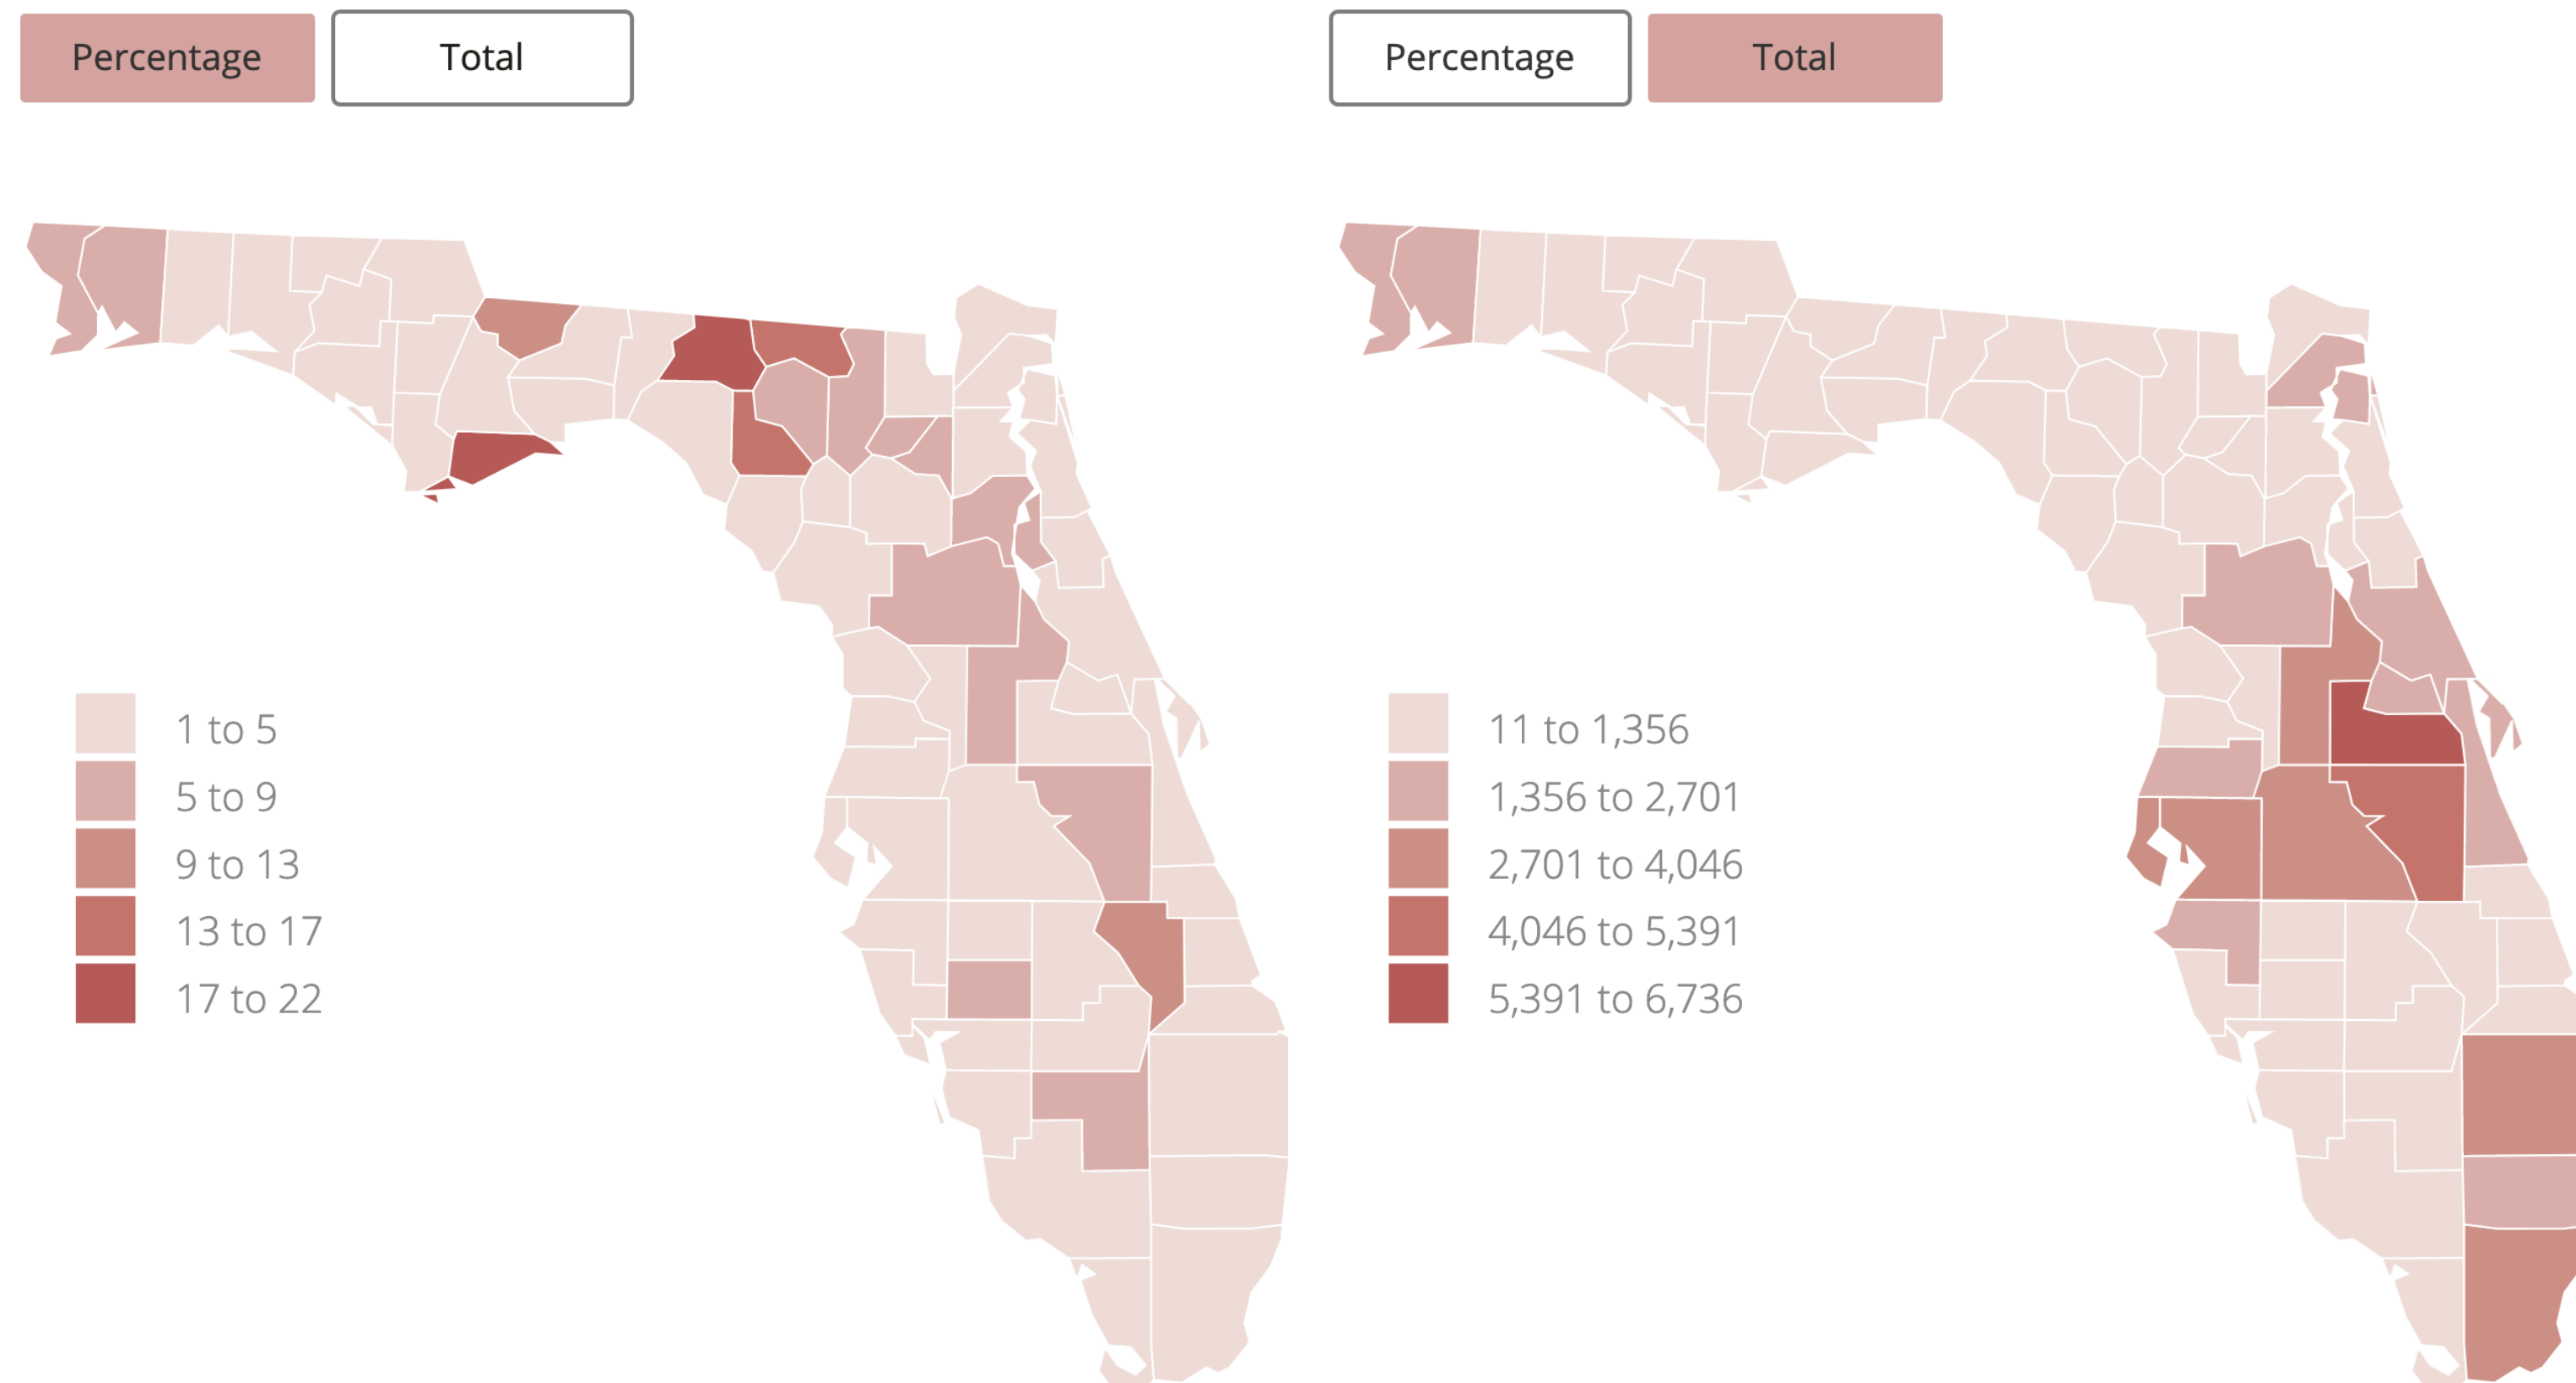 Percentage
Total
1 to 5
5 to 9
9 to 13
13 to 17
17 to 22
Percentage
Total
11 to 1,356
1,356 to 2,701
2,701 to 4,046
4,046 to 5,391
5,391 to 6,736